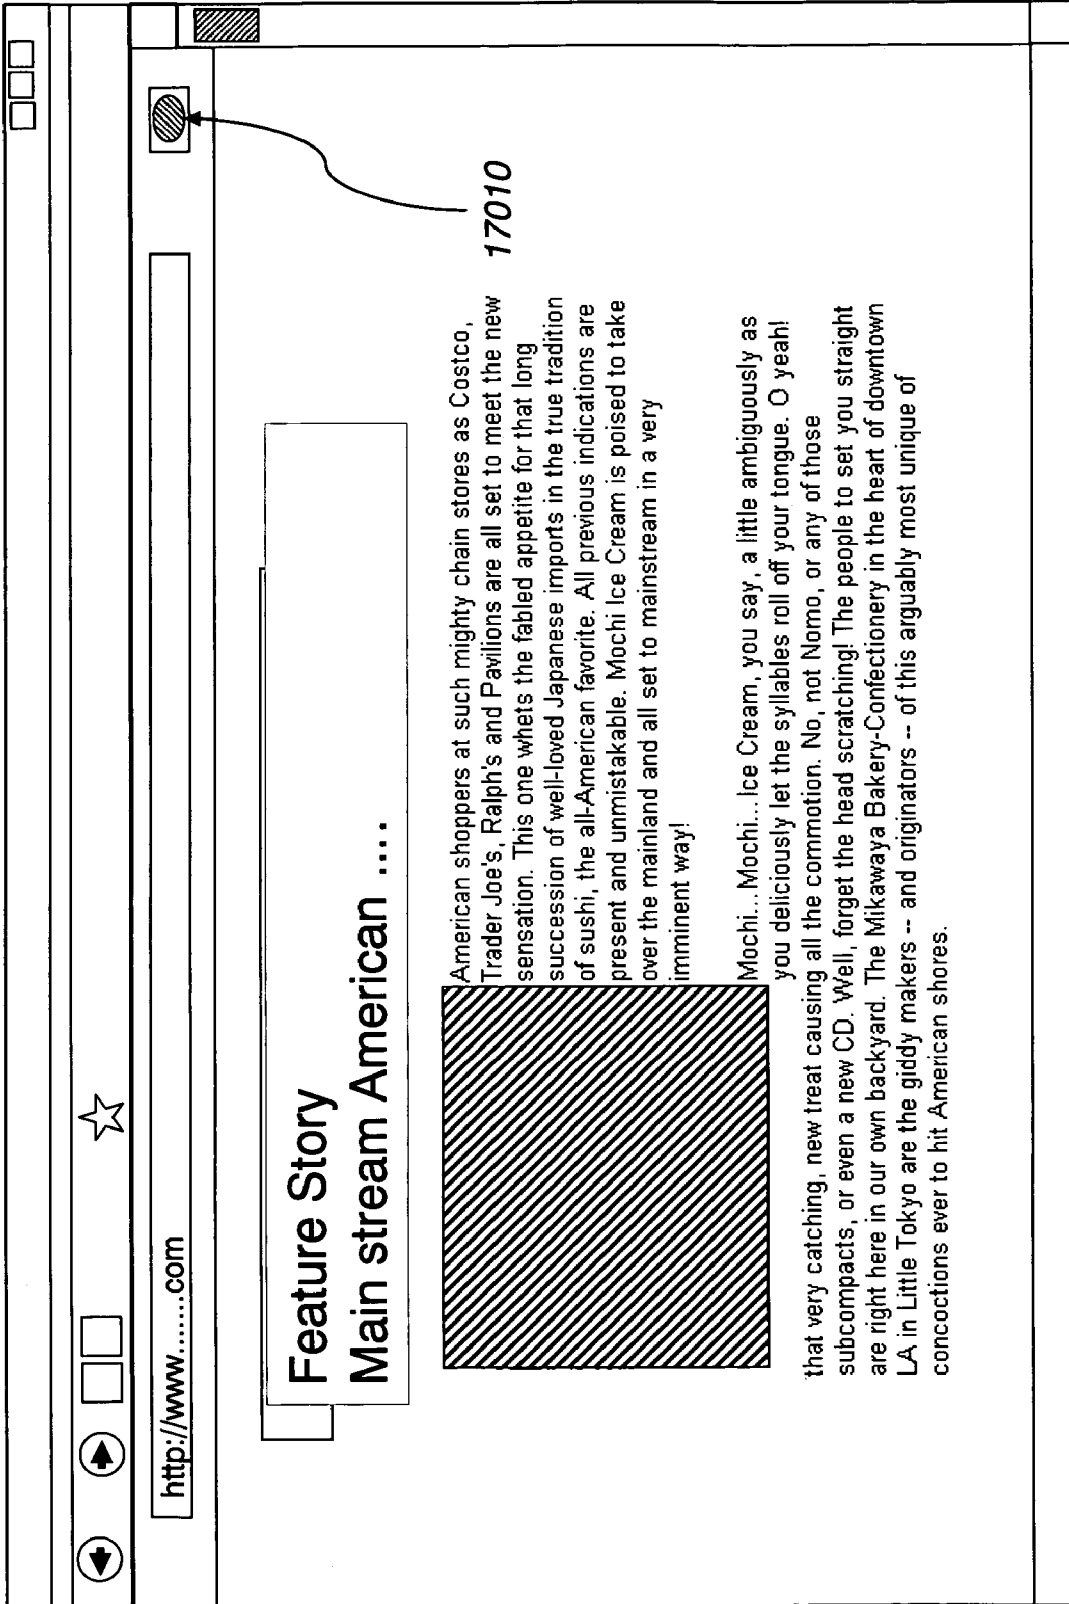 http://www.......com
17010
Feature Story
Main stream American ....
American shoppers at such mighty chain stores as Costco,
Trader Joe's, Ralph's and Pavilions are all set to meet the new
sensation. This one whets the fabled appetite for that long
succession of well-loved Japanese imports in the true tradition
of sushi, the all-American favorite. All previous indications are
present and unmistakable. Mochi Ice Cream is poised to take
over the mainland and all set to mainstream in a very
imminent way!
Mochi...Mochi...Ice Cream, you say, a little ambiguously as
you deliciously let the syllables roll off your tongue. O yeah!
that very catching, new treat causing all the commotion. No, not Nomo, or any of those
subcompacts, or even a new CD. Well, forget the head scratching! The people to set you straight
are right here in our own backyard. The Mikawaya Bakery-Confectionery in the heart of downtown
LA in Little Tokyo are the giddy makers -- and originators -- of this arguably most unique of
concoctions ever to hit American shores.